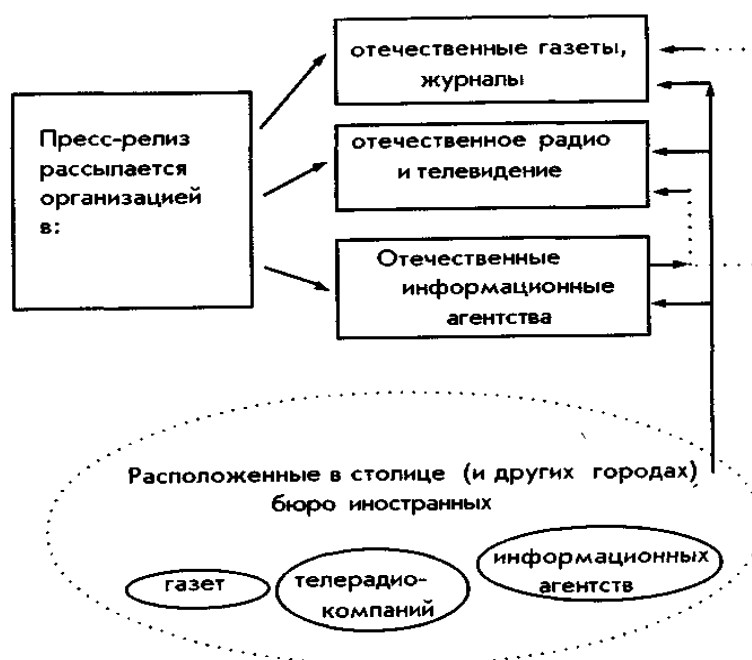 Пресс-релиз
рассылается
организацией
в:
отечественные газеты,
журналы
отечественное радио
и телевидение
Отечественные
информационные
агентства
Расположенные в столице (и других городах)
бюро иностранных
газет
телерадио-
компаний
информационных
агентств